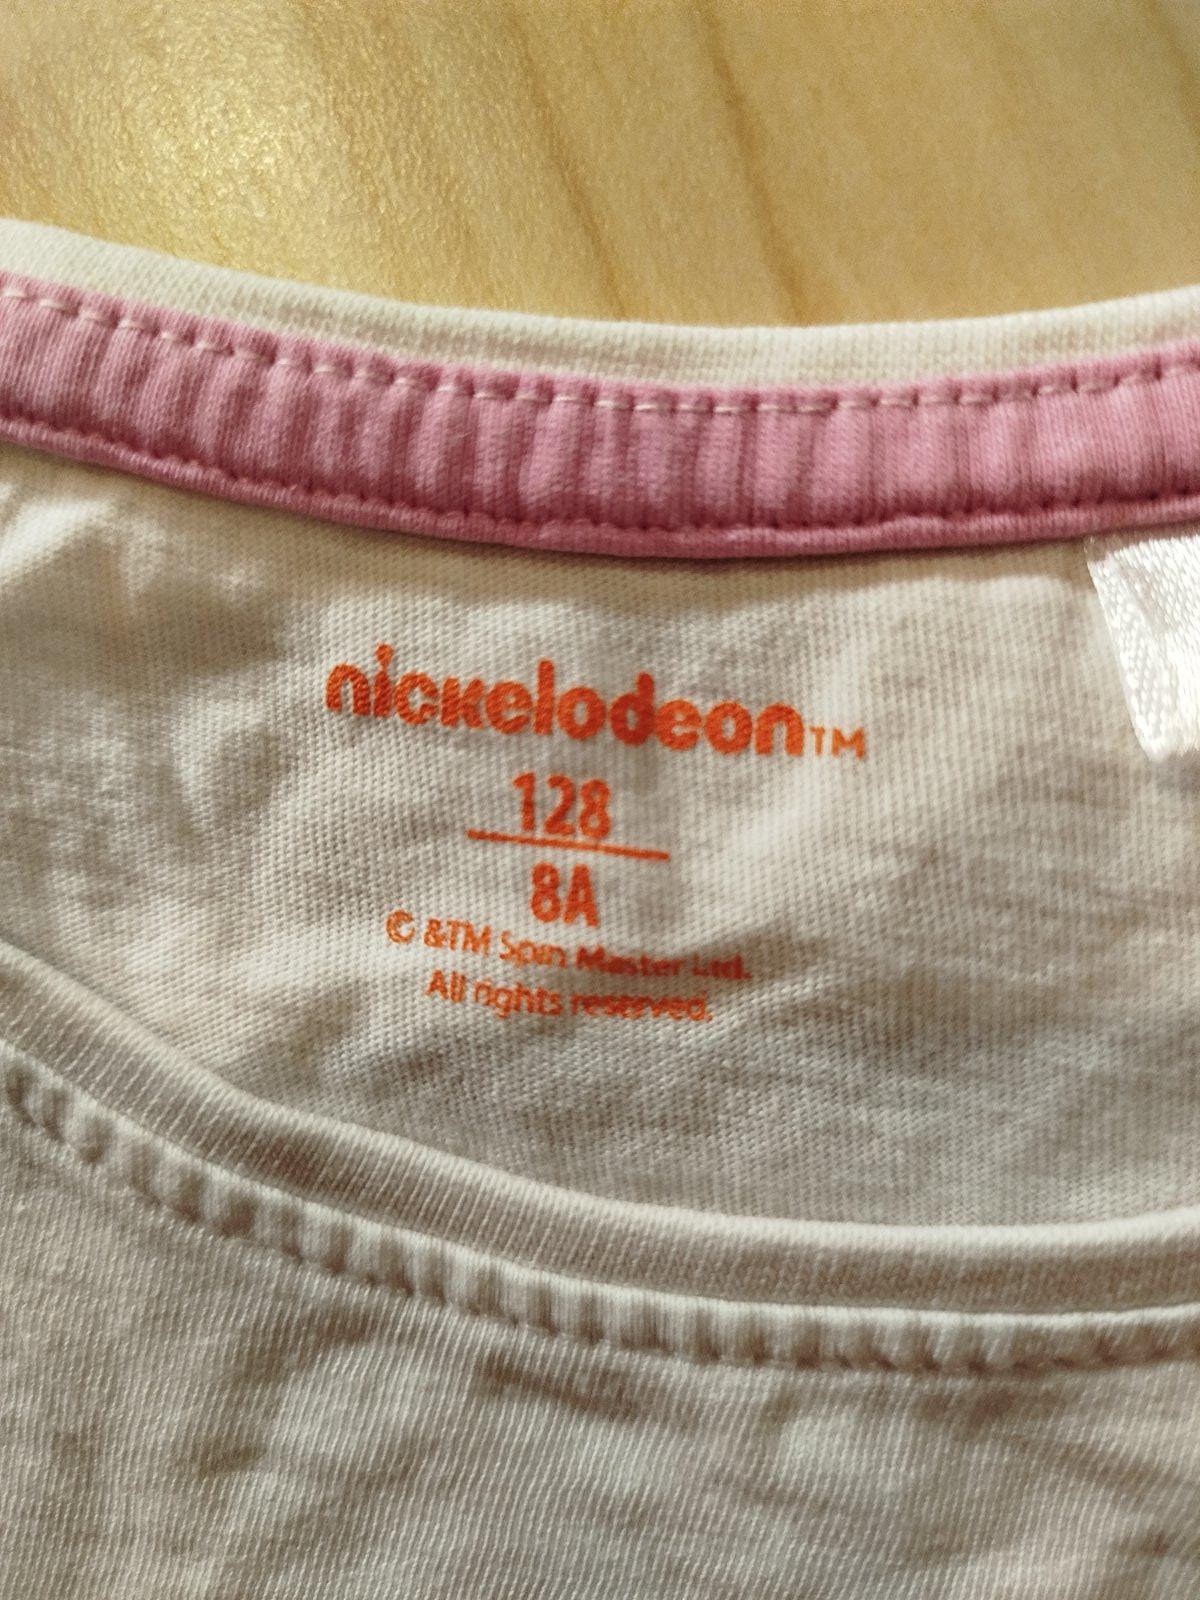 nickelodeon™
128
8A
© &TM Spin Master Ltd.
All rights reserved.